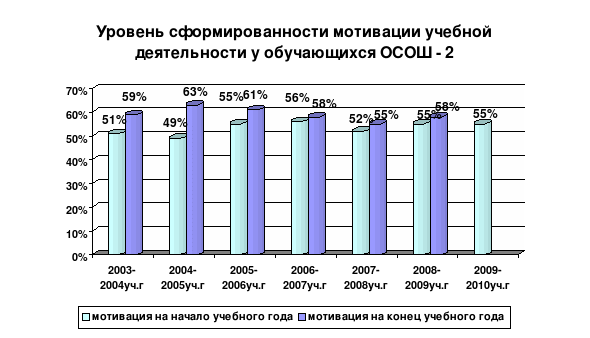 Уровень сформированности мотивации учебной
деятельности у обучающихся ОСОШ - 2
70%
60%
50%
40%
30%
20%
10%
0%
51% 59% 49% 63% 55% 61% 56% 58% 52% 55% 55% 58% 55%
2003- 2004- 2005- 2006- 2007- 2008- 2009-
2004уч.г 2005уч.г 2006уч.г 2007уч.г 2008уч.г 2009уч.г 2010уч.г
мотивация на начало учебного года мотивация на конец учебного года